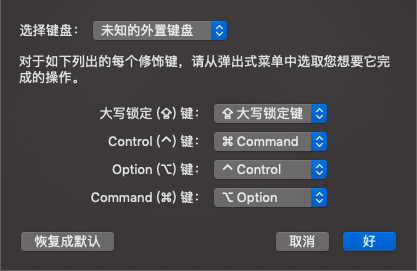 选择键盘： 未知的外置键盘
对于如下列出的每个修饰键，请从弹出式菜单中选取您想要它完
成的操作。
大写锁定 (⇪) 键： ⇪ 大写锁定键
Control (^) 键： ⌘ Command
Option (⌥) 键： ^ Control
Command (⌘) 键： ⌥ Option
恢复成默认 取消 好